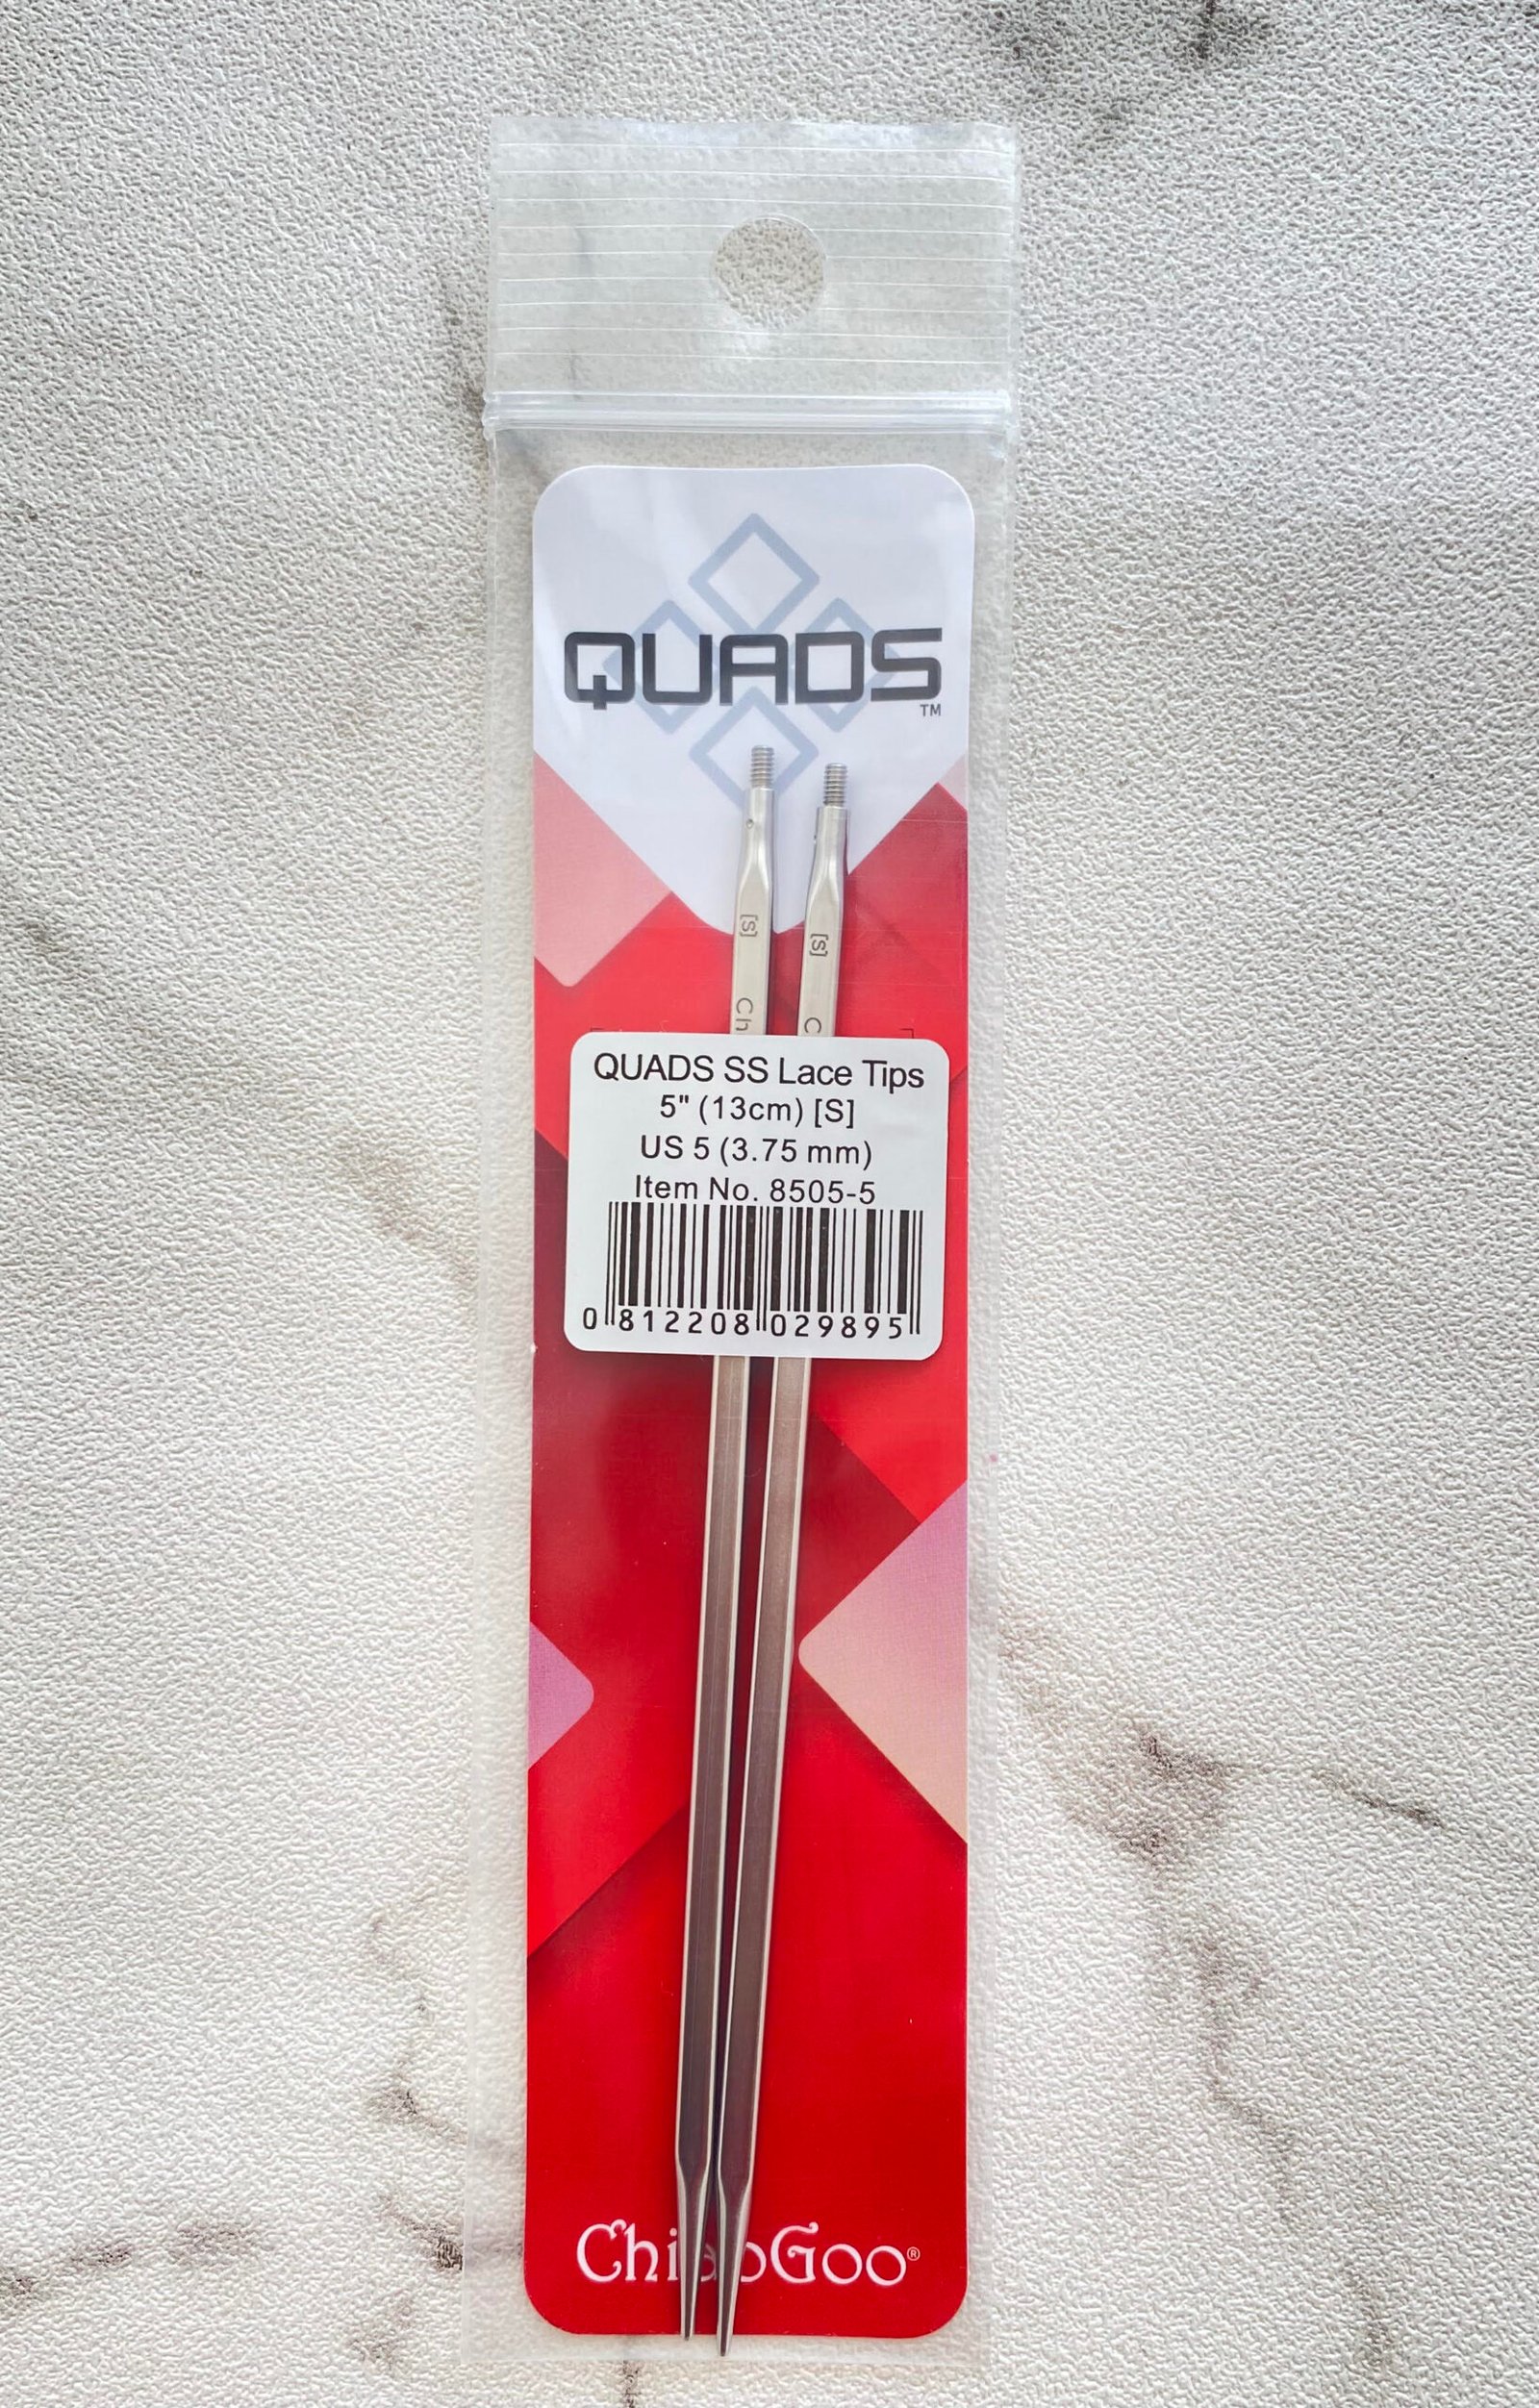 QUADS
TM
[S]
[S]
Ch
C
QUADS SS Lace Tips
5" (13cm) [S]
US 5 (3.75 mm)
Item No. 8505-5
0 812208 029895
ChiaoGoo®